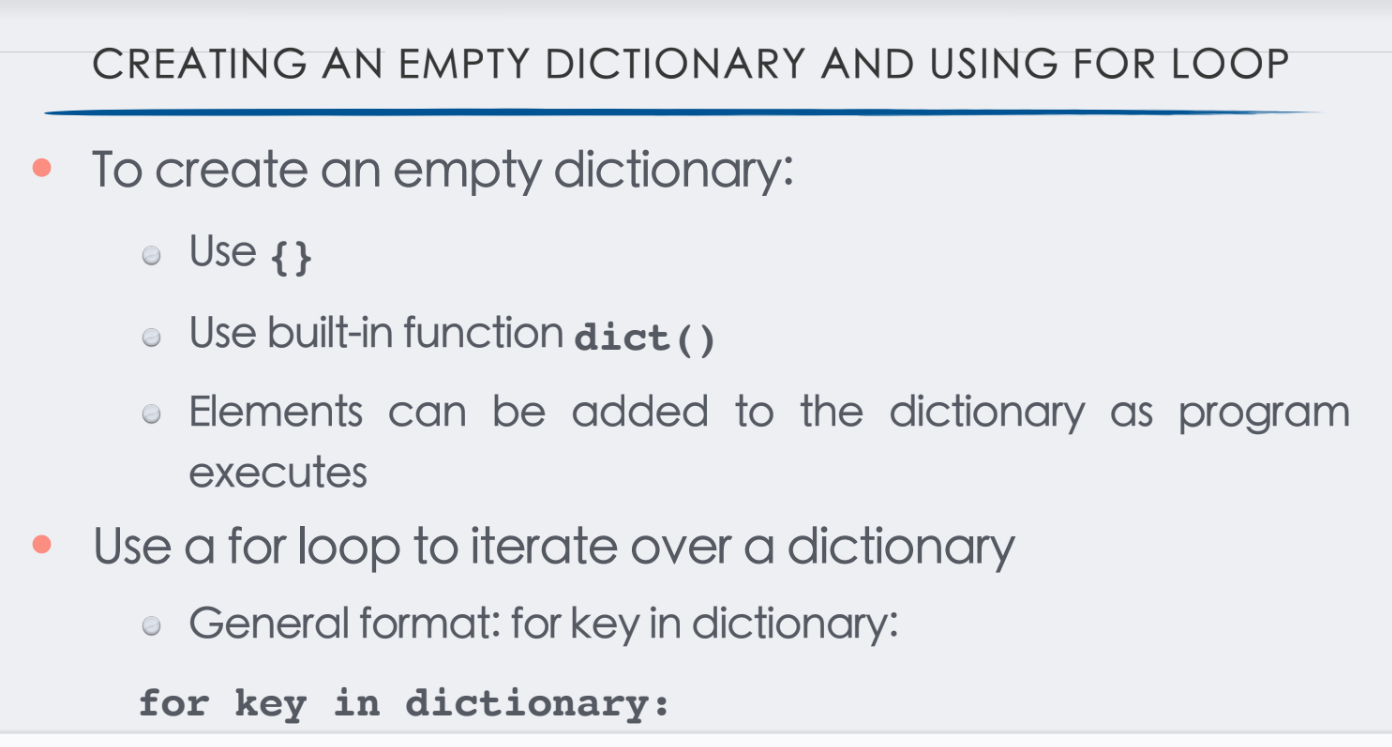 CREATING AN EMPTY DICTIONARY AND USING FOR LOOP
To create an empty dictionary:
Use {}
Use built-in function dict()
Elements can be added to the dictionary as program
executes
Use a for loop to iterate over a dictionary
General format: for key in dictionary:
for key in dictionary: